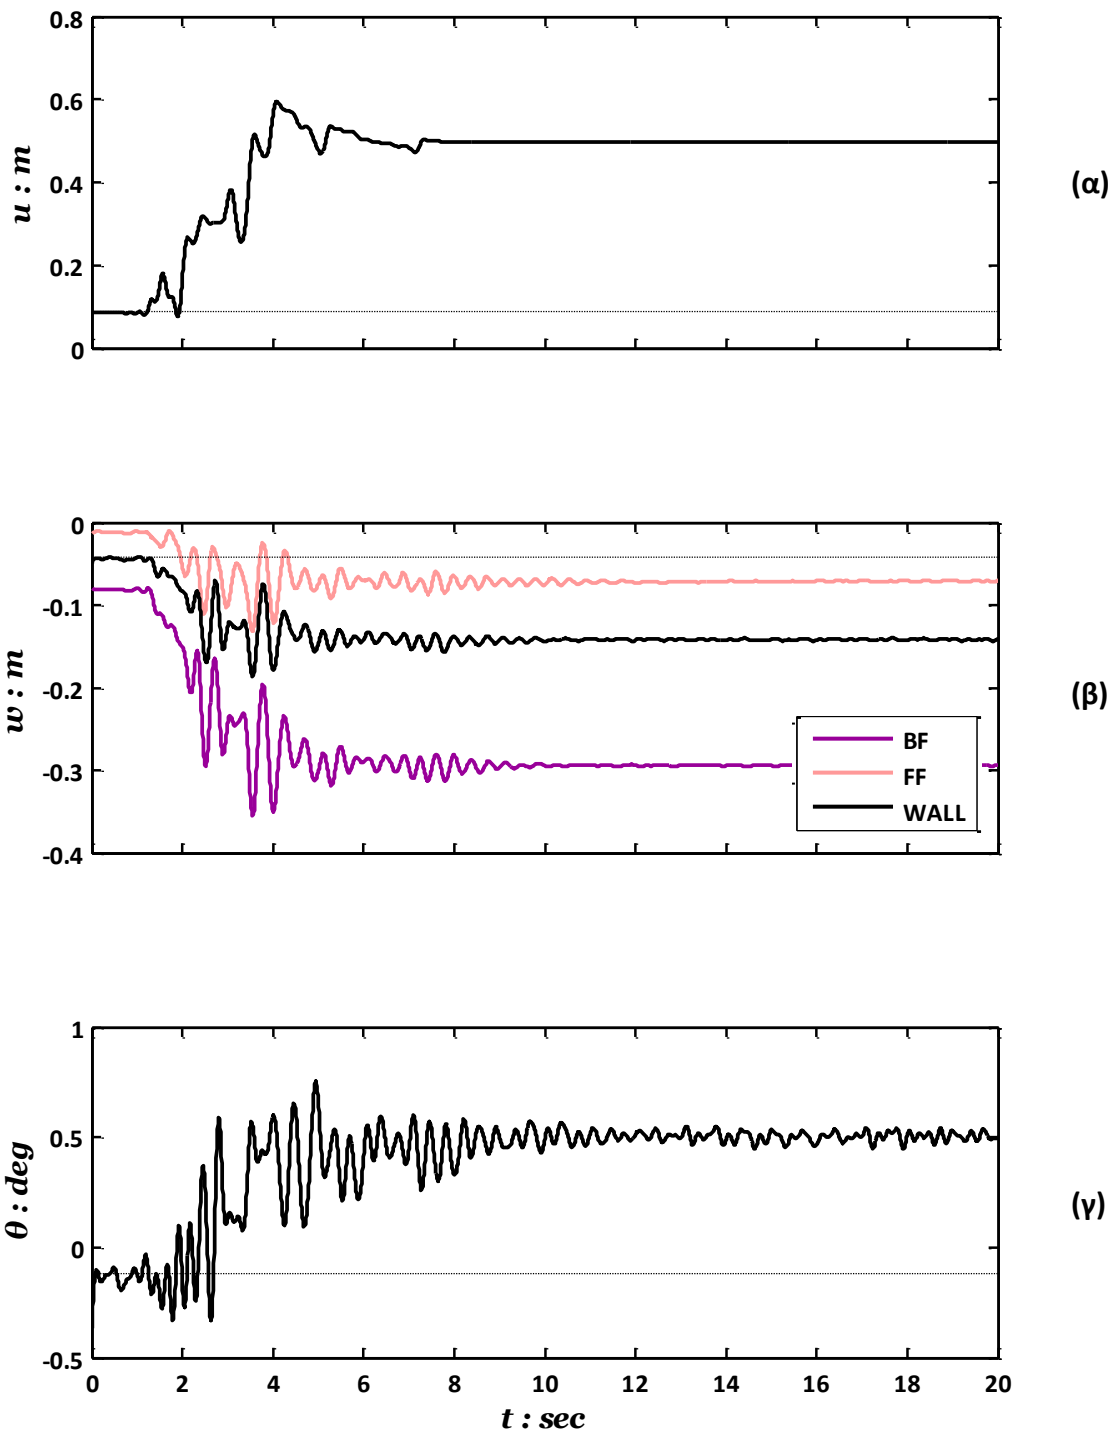 0.8
0.6
0.4
0.2
0
u : m
(α)
0
-0.1
-0.2
-0.3
-0.4
w : m
BF
FF
WALL
(β)
1
0.5
0
-0.5
θ : deg
(γ)
0 2 4 6 8 10 12 14 16 18 20
t : sec